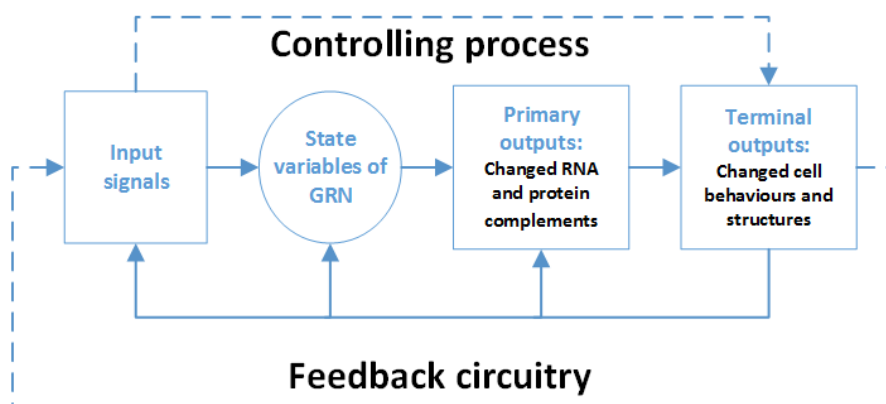 Controlling process
Input
signals
State
variables of
GRN
Primary
outputs:
Changed RNA
and protein
complements
Terminal
outputs:
Changed cell
behaviours and
structures
Feedback circuitry